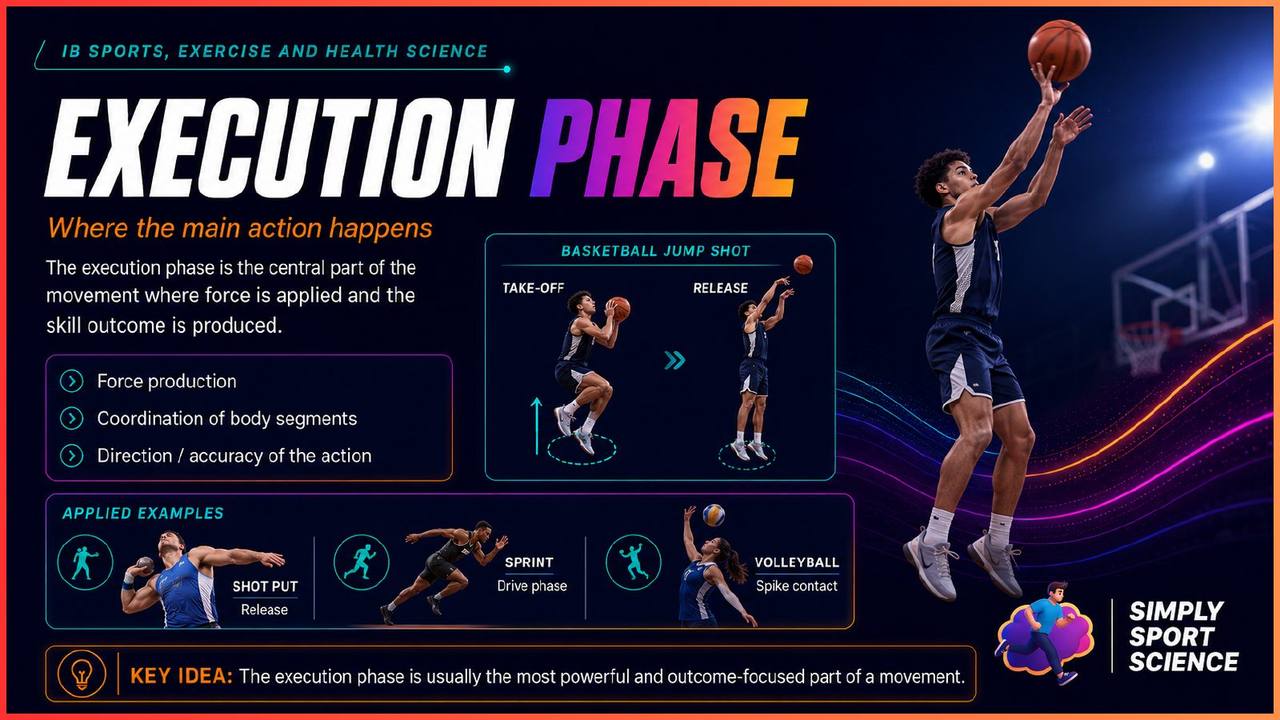 IB SPORTS, EXERCISE AND HEALTH SCIENCE
EXECUTION PHASE
Where the main action happens
The execution phase is the central part of the
movement where force is applied and the
skill outcome is produced.
Force production
Coordination of body segments
Direction / accuracy of the action
BASKETBALL JUMP SHOT
TAKE-OFF
RELEASE
APPLIED EXAMPLES
SHOT PUT
Release
SPRINT
Drive phase
VOLLEYBALL
Spike contact
KEY IDEA: The execution phase is usually the most powerful and outcome-focused part of a movement.
SIMPLY
SPORT
SCIENCE